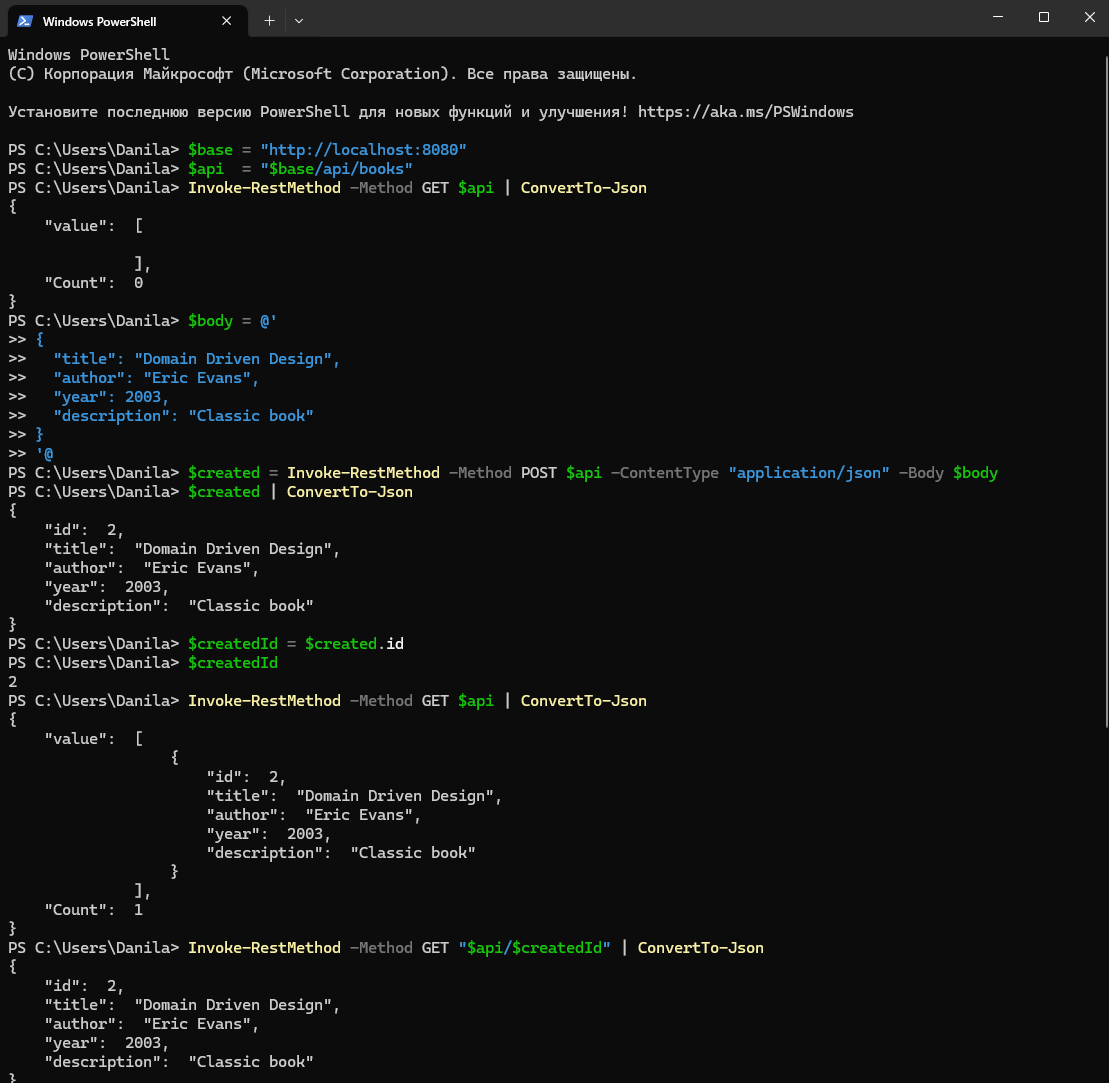 Windows PowerShell
Windows PowerShell
(C) Корпорация Майкрософт (Microsoft Corporation). Все права защищены.
Установите последнюю версию PowerShell для новых функций и улучшения! https://aka.ms/PSWindows
PS C:\Users\Danila> $base = "http://localhost:8080"
PS C:\Users\Danila> $api  = "$base/api/books"
PS C:\Users\Danila> Invoke-RestMethod -Method GET $api | ConvertTo-Json
{
    "value":  [
              ],
    "Count":  0
}
PS C:\Users\Danila> $body = @'
>> {
>>   "title": "Domain Driven Design",
>>   "author": "Eric Evans",
>>   "year": 2003,
>>   "description": "Classic book"
>> }
>> '@
PS C:\Users\Danila> $created = Invoke-RestMethod -Method POST $api -ContentType "application/json" -Body $body
PS C:\Users\Danila> $created | ConvertTo-Json
{
    "id":  2,
    "title":  "Domain Driven Design",
    "author":  "Eric Evans",
    "year":  2003,
    "description":  "Classic book"
}
PS C:\Users\Danila> $createdId = $created.id
PS C:\Users\Danila> $createdId
2
PS C:\Users\Danila> Invoke-RestMethod -Method GET $api | ConvertTo-Json
{
    "value":  [
                  {
                      "id":  2,
                      "title":  "Domain Driven Design",
                      "author":  "Eric Evans",
                      "year":  2003,
                      "description":  "Classic book"
                  }
              ],
    "Count":  1
}
PS C:\Users\Danila> Invoke-RestMethod -Method GET "$api/$createdId" | ConvertTo-Json
{
    "id":  2,
    "title":  "Domain Driven Design",
    "author":  "Eric Evans",
    "year":  2003,
    "description":  "Classic book"
}